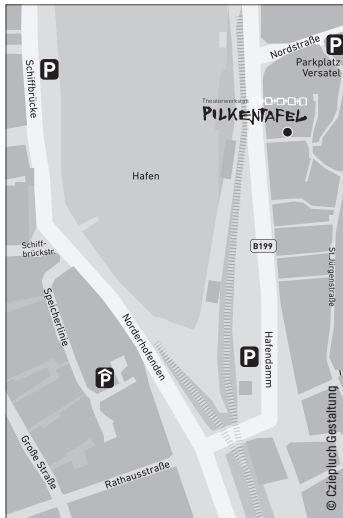 Nordstraße
P
Parkplatz
Versatel
P
Schiffbrücke
Theaterwerkstatt
PILKENTAFEL
Hafen
B199
Schiff-
brückstr.
St.Jürgenstraße
Speicherlinie
Norderhofenden
Hafendamm
P
P
Große Straße
Rathausstraße
© Cziepluch Gestaltung